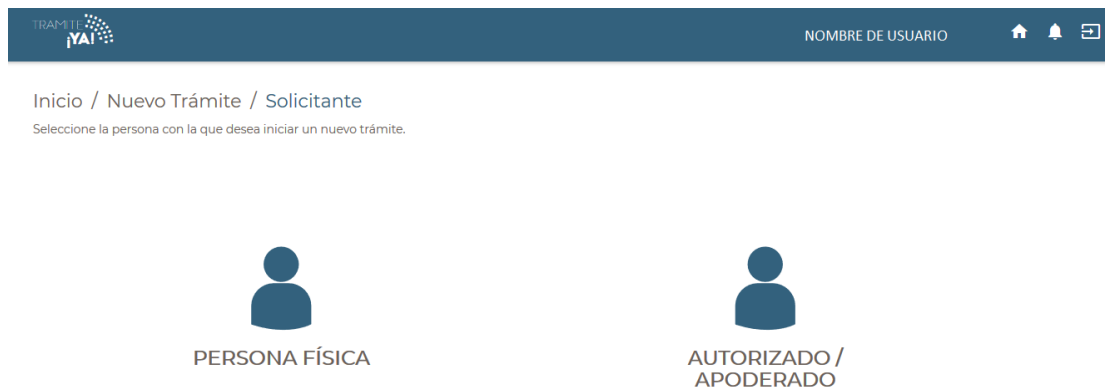 TRAMITE
¡YA!
NOMBRE DE USUARIO
Inicio / Nuevo Trámite / Solicitante
Seleccione la persona con la que desea iniciar un nuevo trámite.
PERSONA FÍSICA
AUTORIZADO /
APODERADO